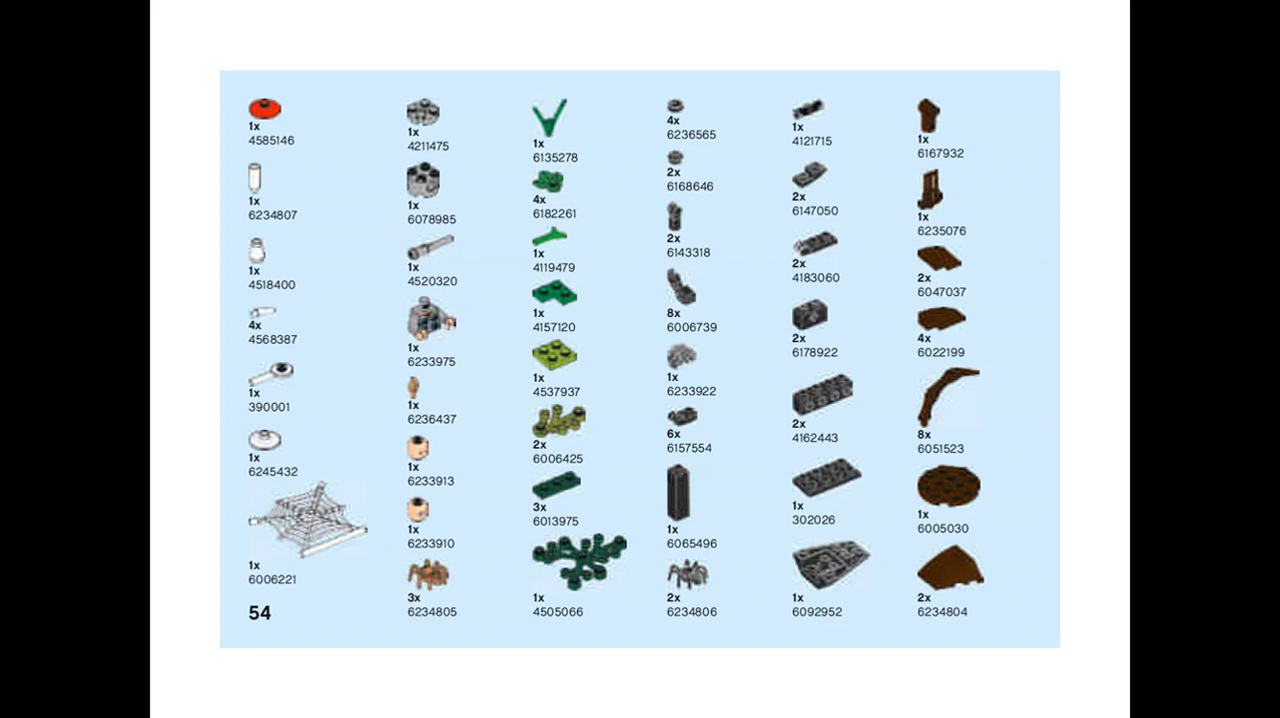 1x
4585146
1x
6234807
1x
4518400
4x
4568387
1x
390001
1x
6245432
1x
6006221
54
1x
4211475
1x
6078985
1x
4520320
1x
6233975
1x
6236437
1x
6233913
1x
6233910
3x
6234805
1x
6135278
4x
6182261
1x
4119479
1x
4157120
1x
4537937
2x
6006425
3x
6013975
1x
4505066
4x
6236565
2x
6168646
2x
6143318
8x
6006739
1x
6233922
6x
6157554
1x
6065496
2x
6234806
1x
4121715
2x
6147050
2x
4183060
2x
6178922
2x
4162443
1x
302026
1x
6092952
1x
6167932
1x
6235076
2x
6047037
4x
6022199
8x
6051523
1x
6005030
2x
6234804